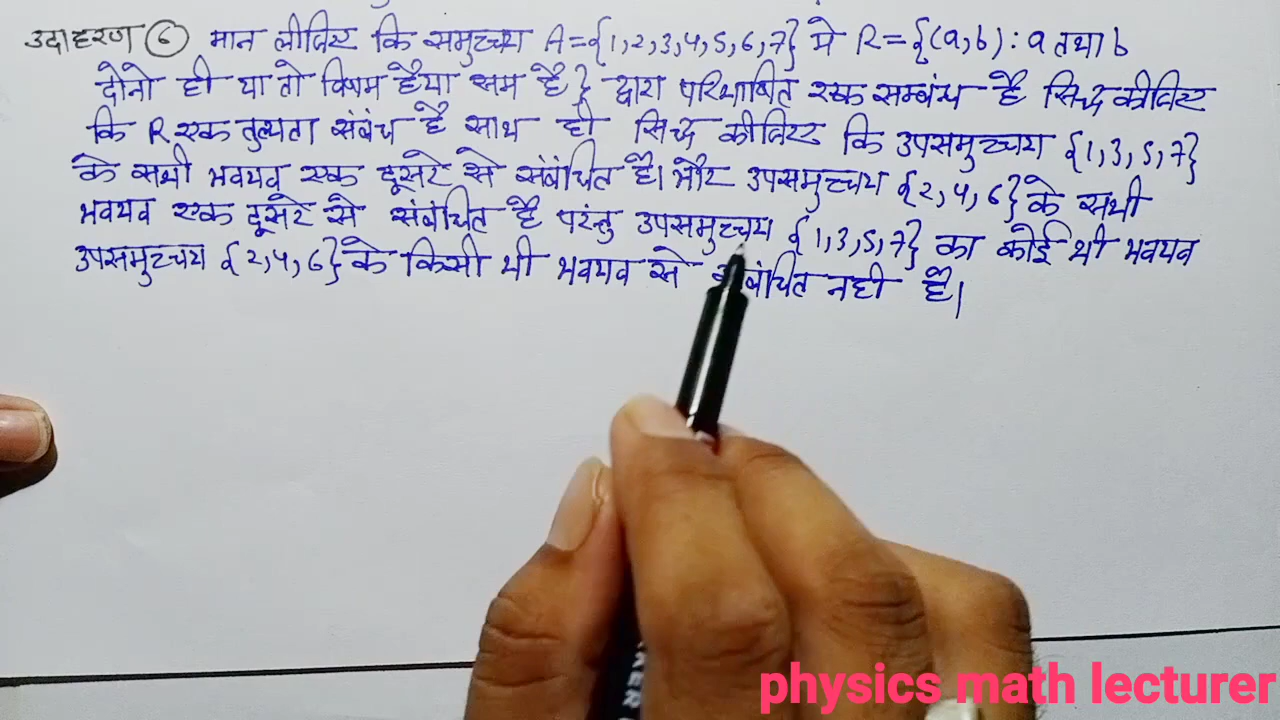 उदाहरण ⑥ मान लीजिए कि समुच्चय A={1,2,3,4,5,6,7} मे R={(a,b): a तथा b
दोनो ही या तो विषम है या सम है} द्वारा परिभाषित एक सम्बंध है सिद्ध कीजिए
कि R एक तुल्यता संबंध है साथ ही सिद्ध कीजिए कि उपसमुच्चय {1,3,5,7}
के सभी अवयव एक दूसरे से संबंधित है। और उपसमुच्चय {2,4,6} के सभी
अवयव एक दूसरे से संबंधित है परंतु उपसमुच्चय {1,3,5,7} का कोई भी अवयव
उपसमुच्चय {2,4,6} के किसी भी अवयव से संबंधित नही है।
physics math lecturer